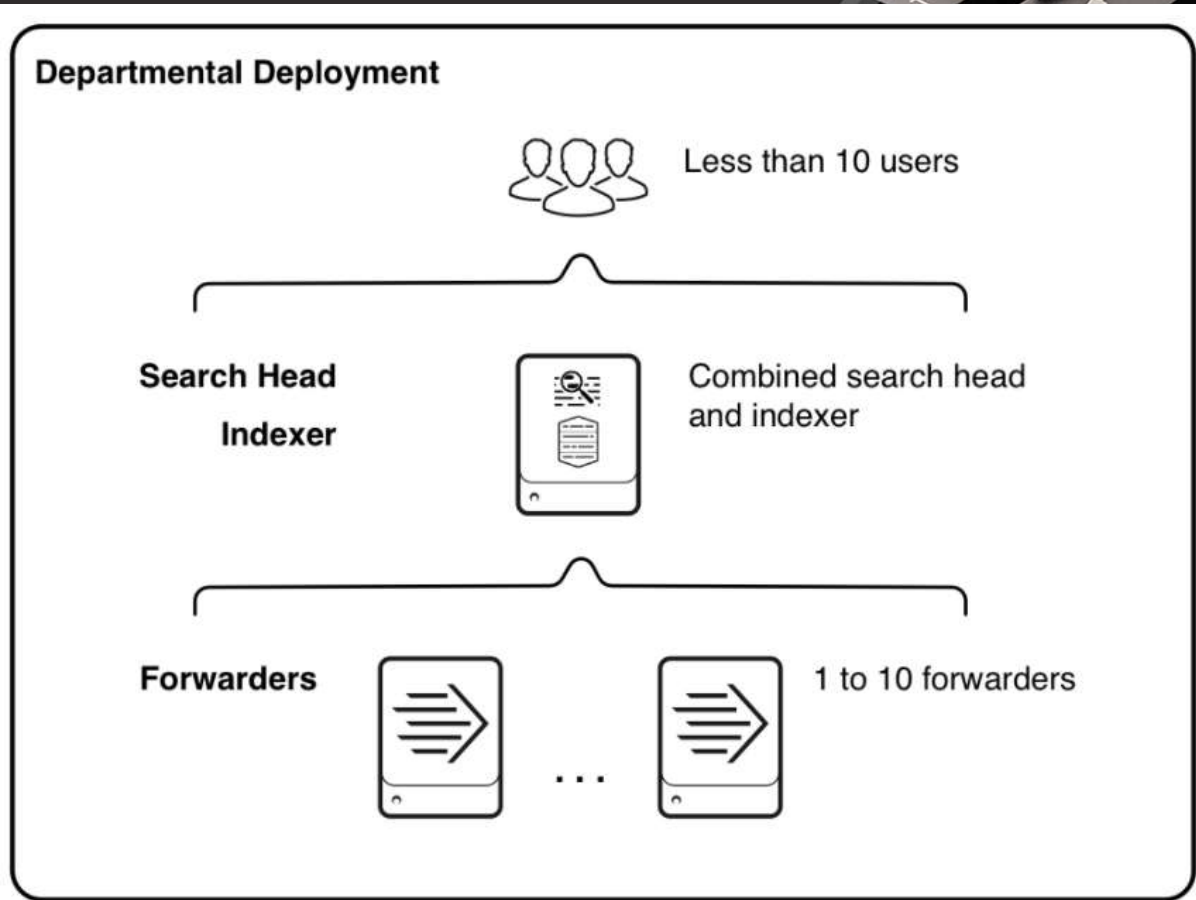 Departmental Deployment
Less than 10 users
Search Head
Indexer
Combined search head
and indexer
Forwarders
...
1 to 10 forwarders